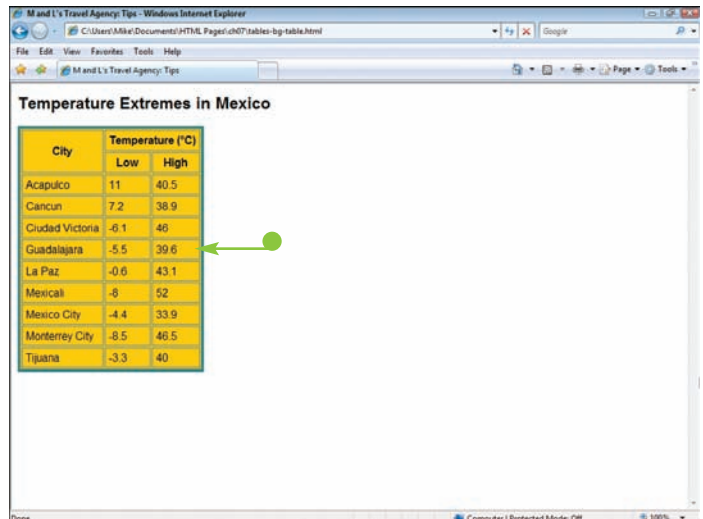 M and L's Travel Agency: Tips - Windows Internet Explorer
C:\Users\Mike\Documents\HTML Pages\ch07\tables-bg-table.html
Google
File Edit View Favorites Tools Help
M and L's Travel Agency: Tips
Page Tools
Temperature Extremes in Mexico
City Temperature (°C)
Low High
Acapulco 11 40.5
Cancun 7.2 38.9
Ciudad Victoria -6.1 46
Guadalajara -5.5 39.6
La Paz -0.6 43.1
Mexicali -8 52
Mexico City -4.4 33.9
Monterrey City -8.5 46.5
Tijuana -3.3 40
Done Computer | Protected Mode: Off 100%